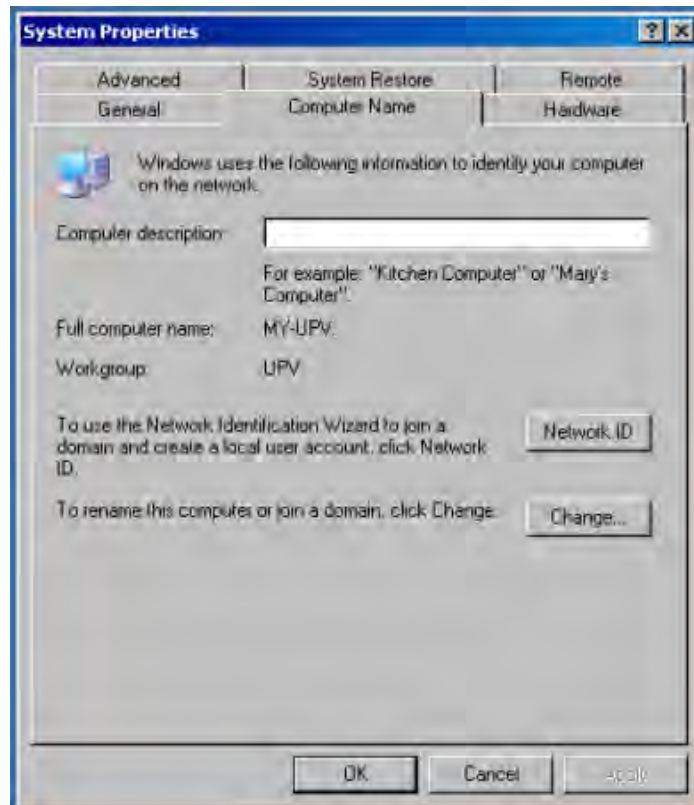 System Properties
Advanced
System Restore
Remote
General
Computer Name
Hardware
Windows uses the following information to identify your computer
on the network.
Computer description:
For example: "Kitchen Computer" or "Mary's
Computer".
Full computer name:
MY-UPV.
Workgroup:
UPV
To use the Network Identification Wizard to join a
domain and create a local user account, click Network
ID.
Network ID
To rename this computer or join a domain, click Change.
Change...
OK
Cancel
Apply